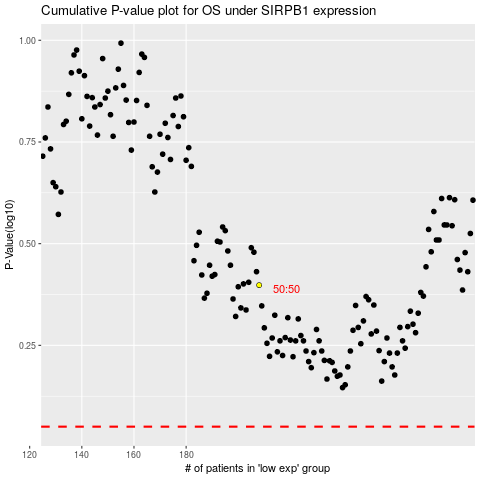 Cumulative P-value plot for OS under SIRPB1 expression
P-Value(log10)
1.00
0.75
0.50
0.25
50:50
120 140 160 180
# of patients in 'low exp' group